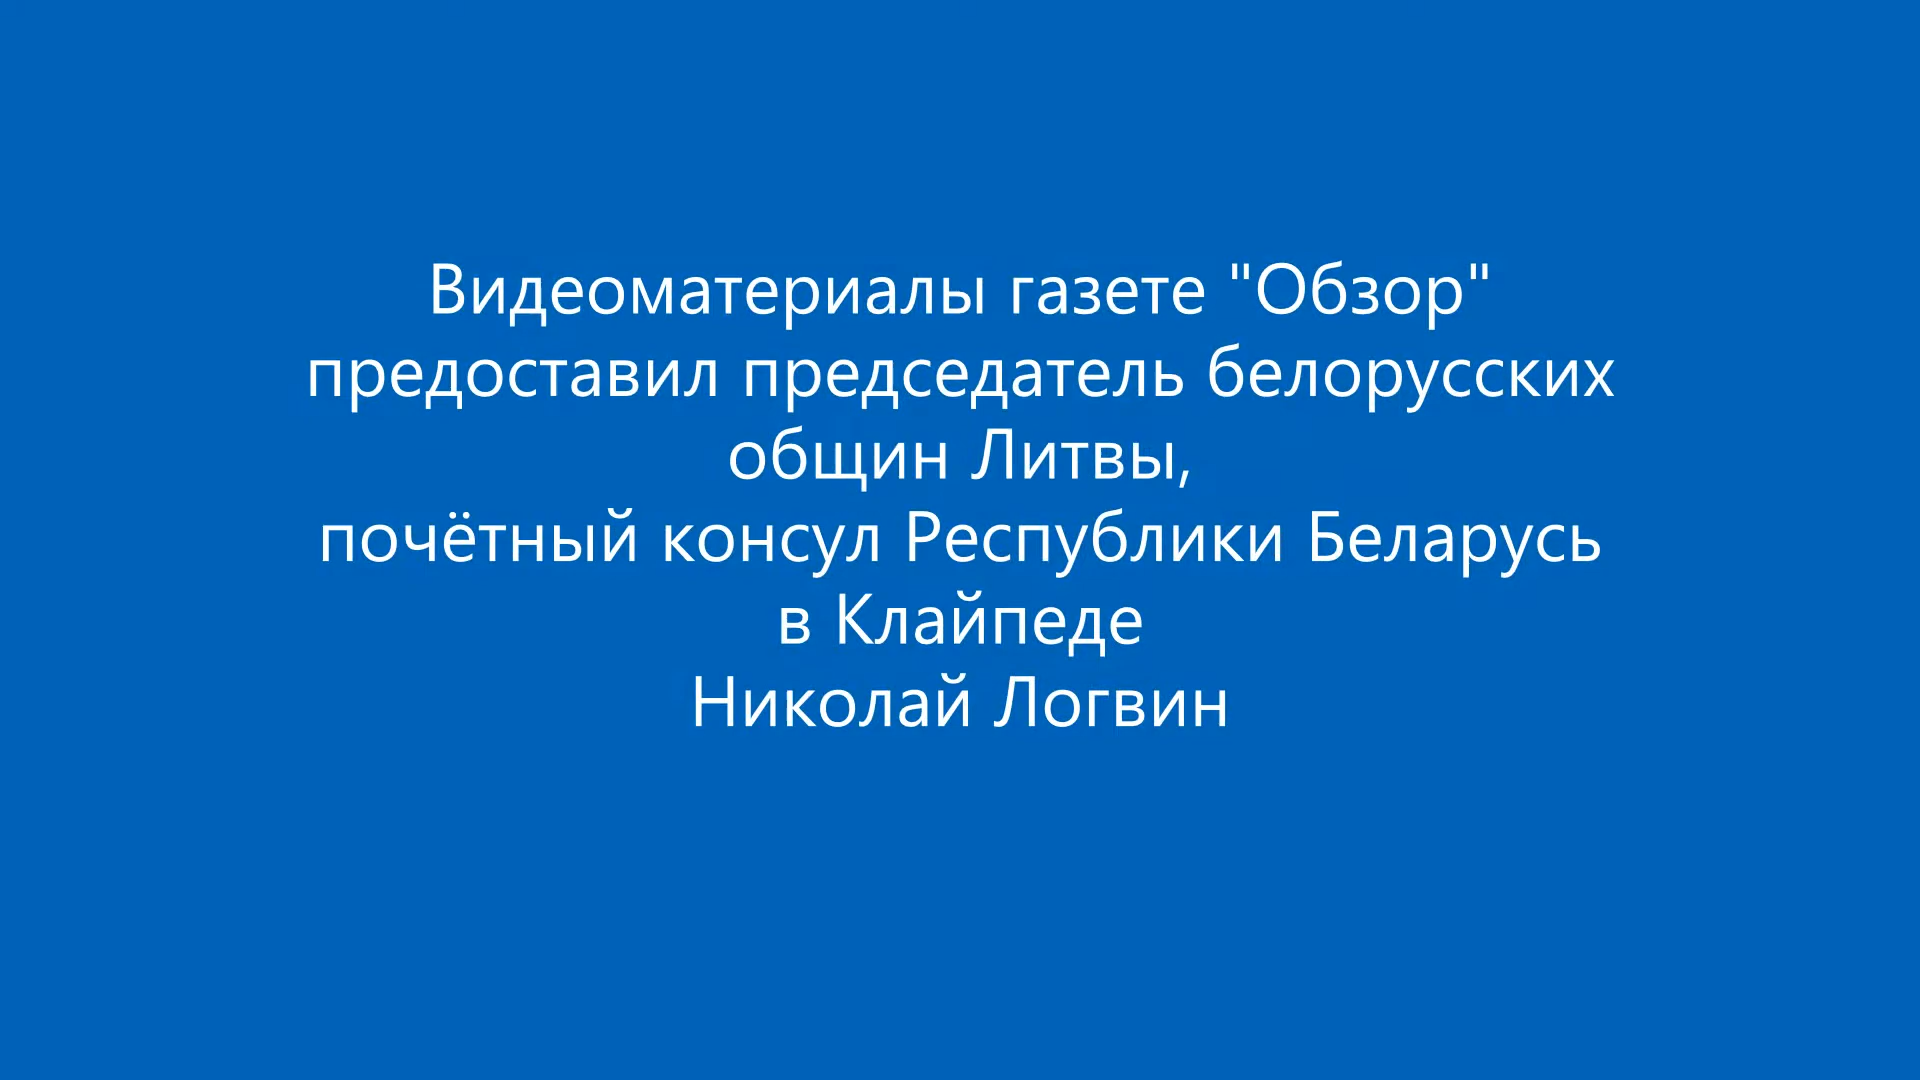 Видеоматериалы газете "Обзор"
предоставил председатель белорусских
общин Литвы,
почётный консул Республики Беларусь
в Клайпеде
Николай Логвин